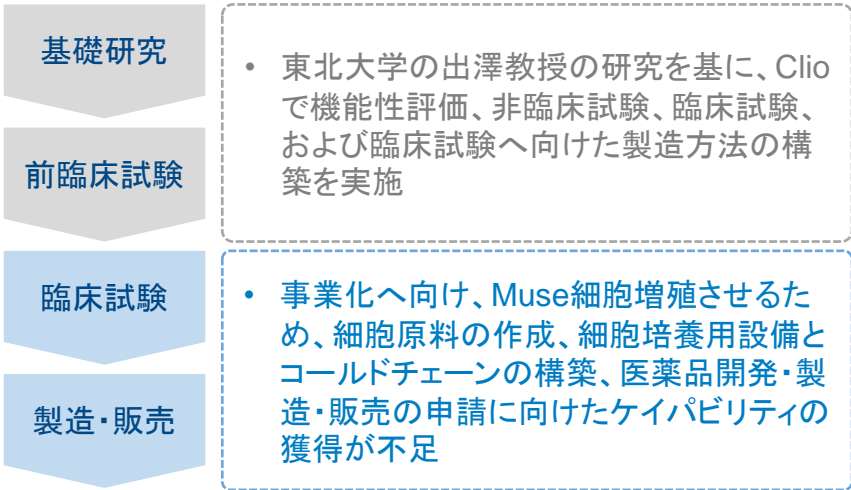 基礎研究
• 東北大学の出澤教授の研究を基に、Clio
で機能性評価、非臨床試験、臨床試験、
および臨床試験へ向けた製造方法の構
築を実施
前臨床試験
臨床試験
• 事業化へ向け、Muse細胞増殖させるた
め、細胞原料の作成、細胞培養用設備と
コールドチェーンの構築、医薬品開発・製
造・販売の申請に向けたケイパビリティの
獲得が不足
製造・販売